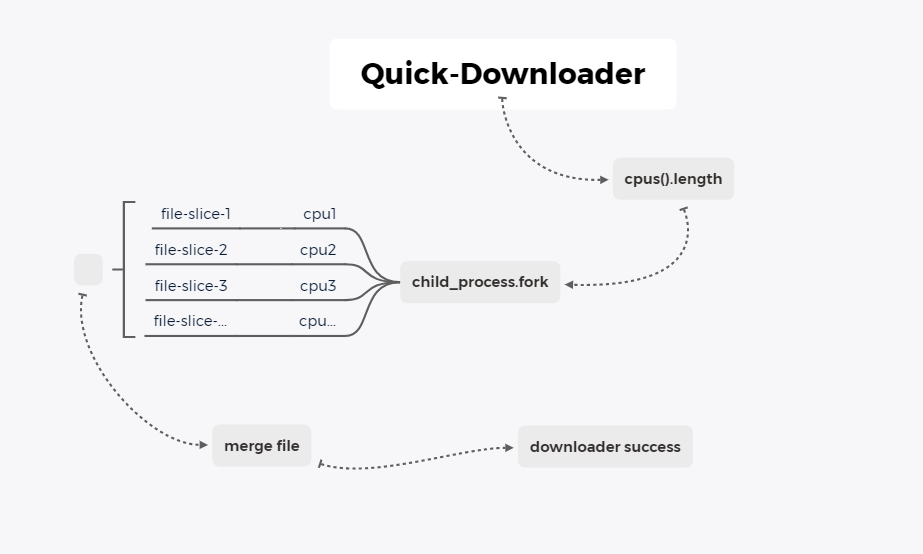 Quick-Downloader
cpus().length
file-slice-1 cpu1
file-slice-2 cpu2
file-slice-3 cpu3
file-slice-... cpu...
child_process.fork
merge file
downloader success